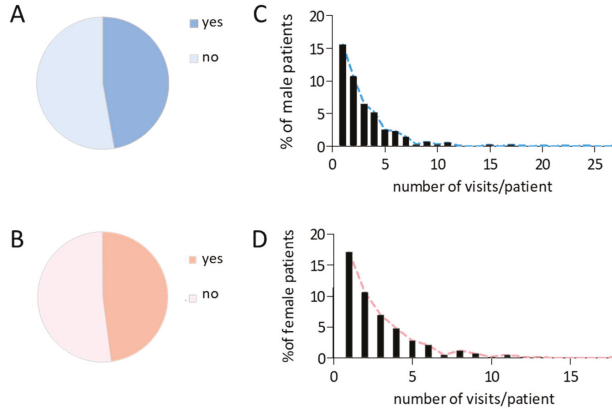 A
yes
no
C
% of male patients
20
15
10
5
0
0 5 10 15 20 25
number of visits/patient
B
yes
no
D
%of female patients
20
15
10
5
0
0 5 10 15
number of visits/patient